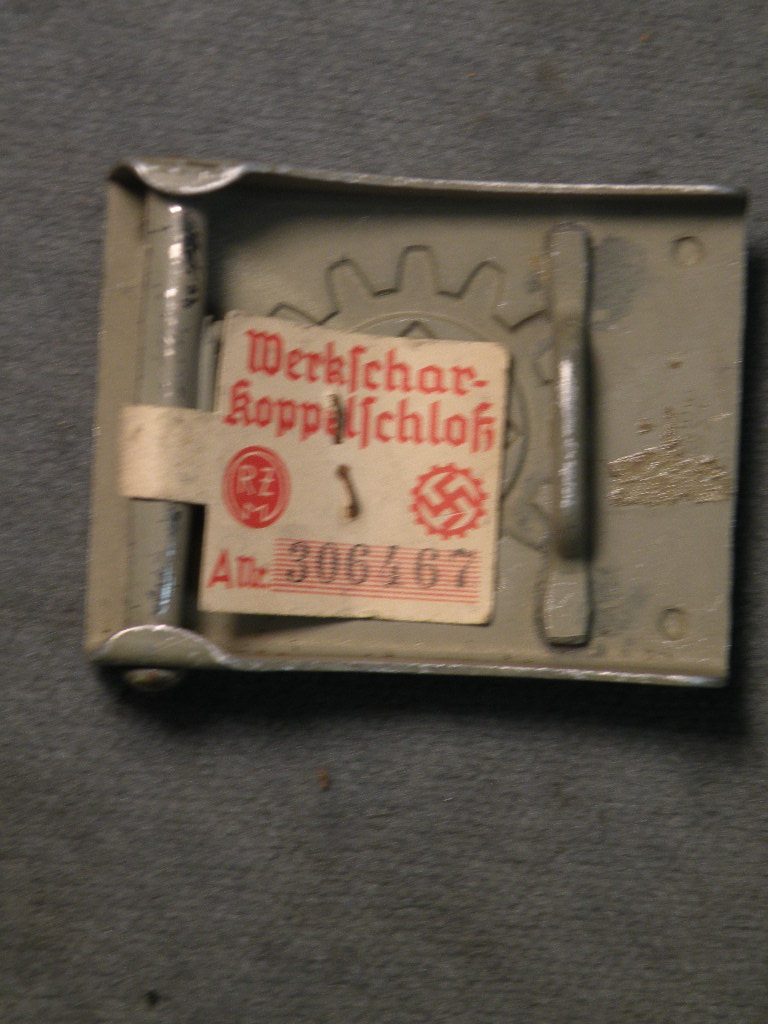 Werkschar-
Koppelschloß
RZM
A Nr. 306467